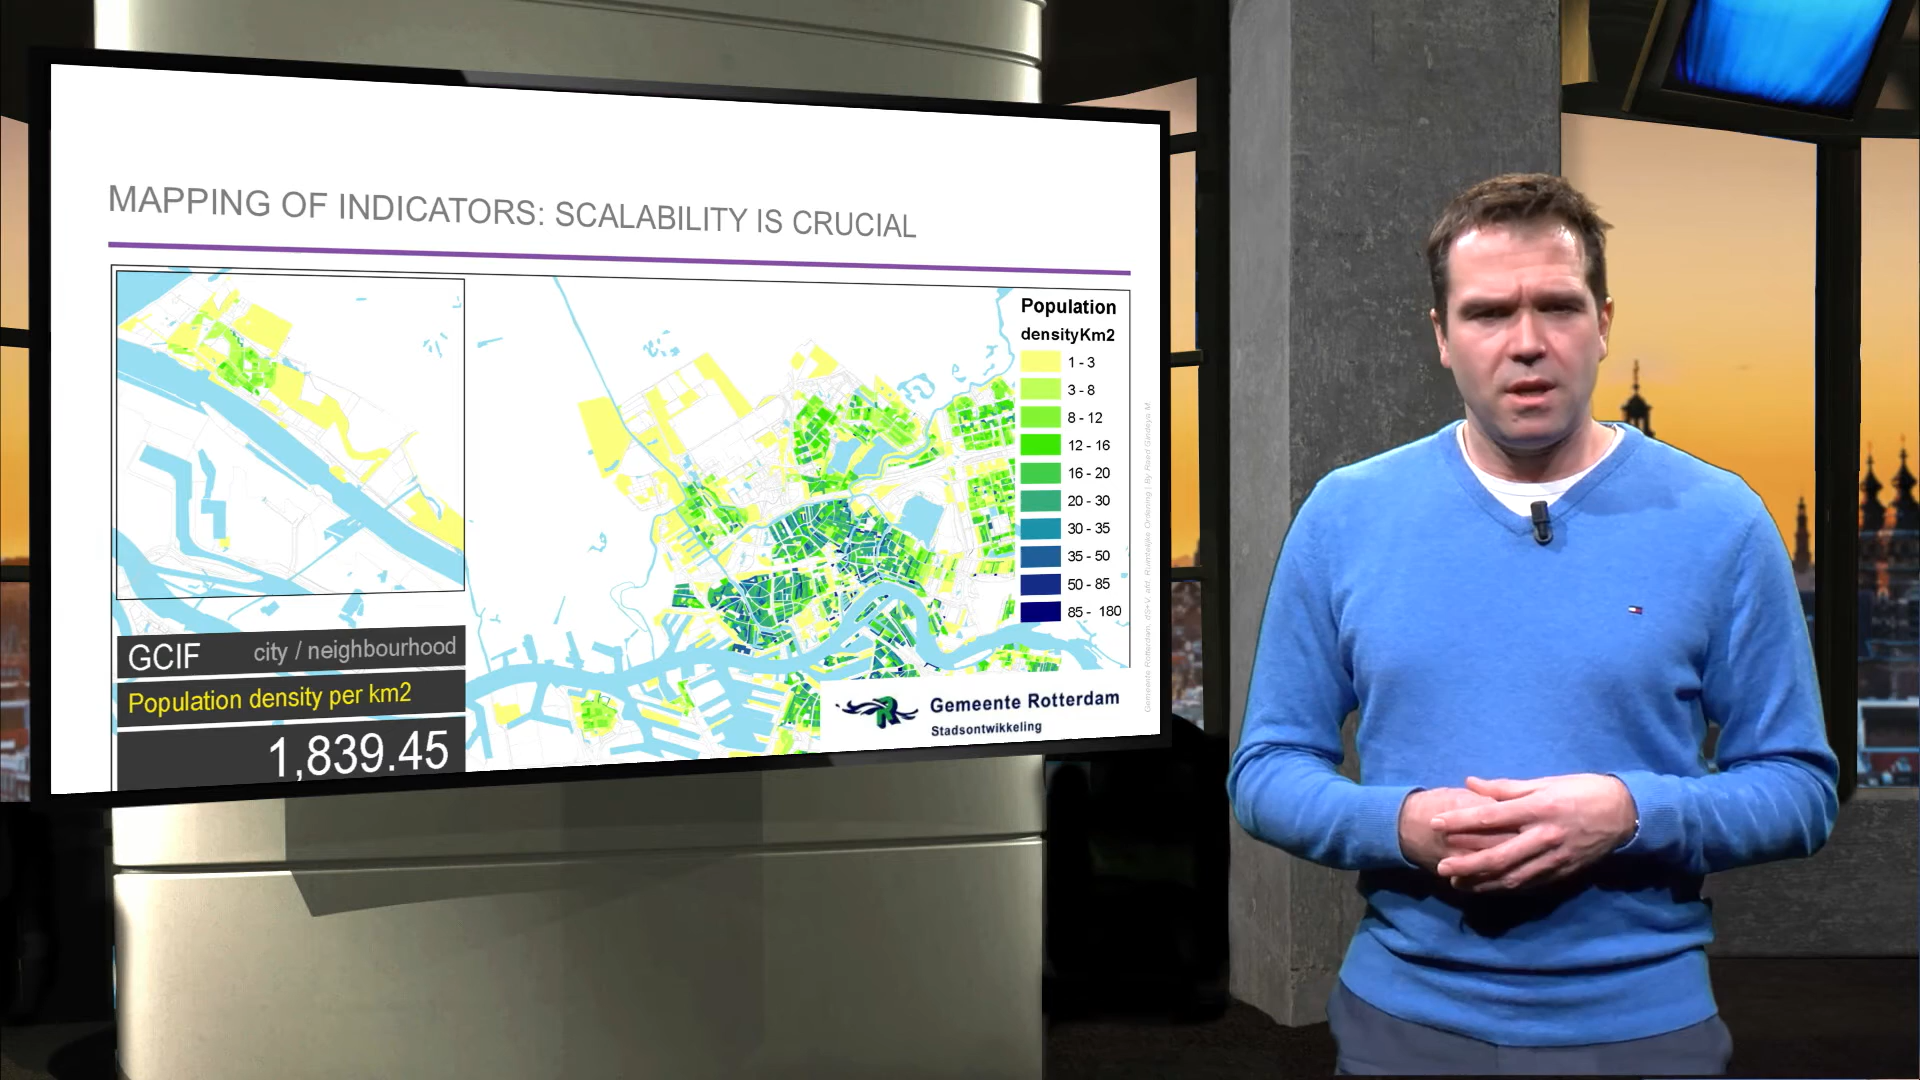 MAPPING OF INDICATORS: SCALABILITY IS CRUCIAL
Population
densityKm2
1 - 3
3 - 8
8 - 12
12 - 16
16 - 20
20 - 30
30 - 35
35 - 50
50 - 85
85 - 180
GCIF city / neighbourhood
Population density per km2
1,839.45
Gemeente Rotterdam
Stadsontwikkeling